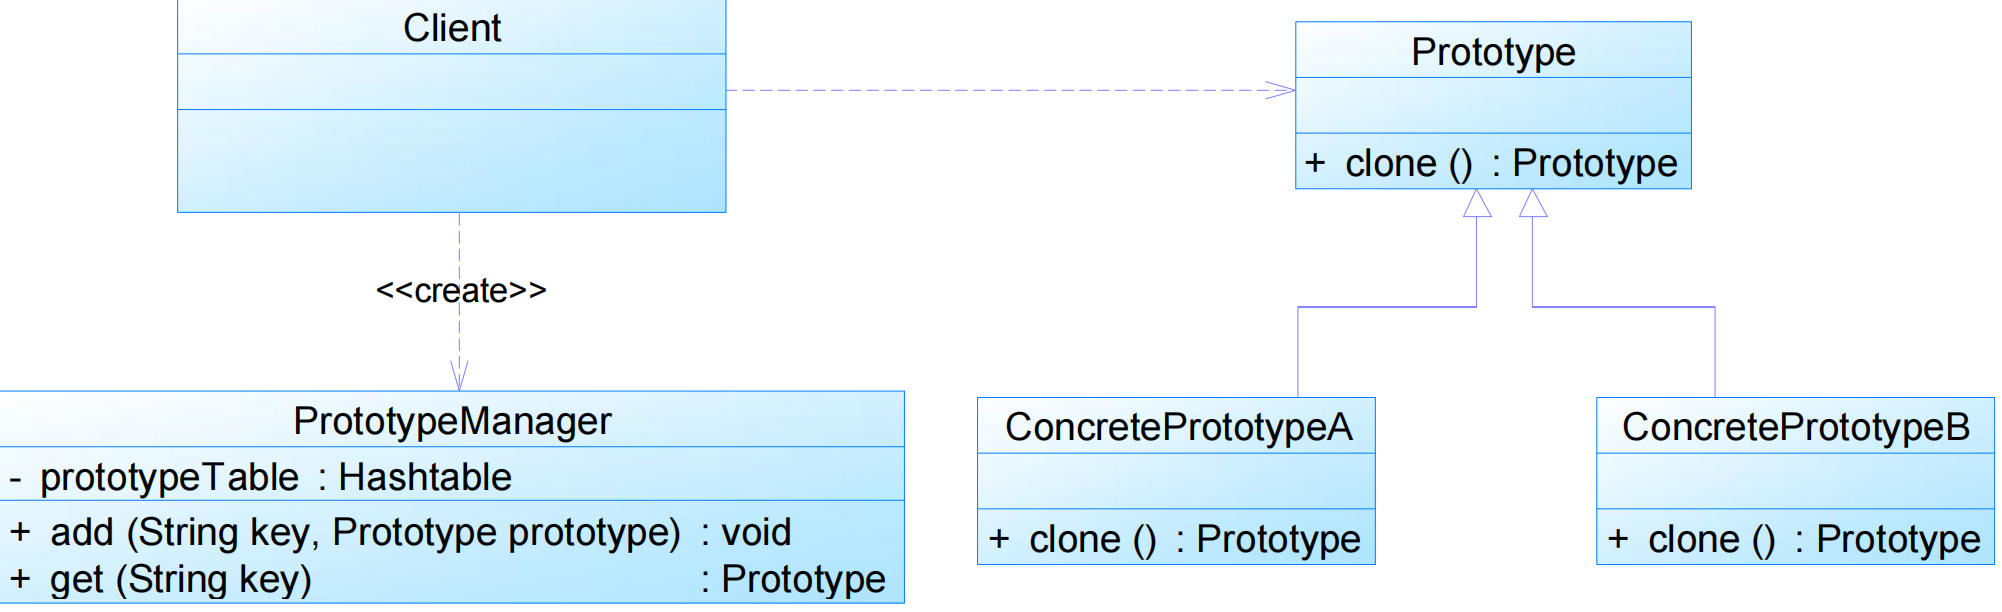 Client
Prototype
+ clone () : Prototype
<<create>>
PrototypeManager
- prototypeTable : Hashtable
+ add (String key, Prototype prototype) : void
+ get (String key) : Prototype
ConcretePrototypeA
+ clone () : Prototype
ConcretePrototypeB
+ clone () : Prototype